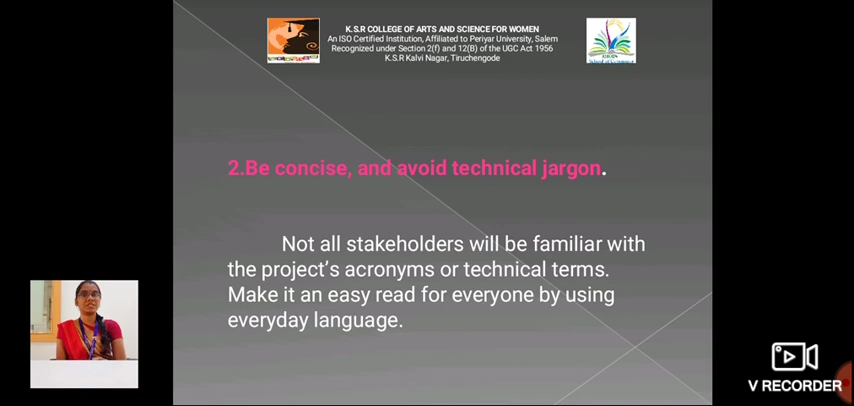 K.S.R COLLEGE OF ARTS AND SCIENCE FOR WOMEN
An ISO Certified Institution, Affiliated to Periyar University, Salem
Recognized under Section 2(f) and 12(B) of the UGC Act 1956
K.S.R Kalvi Nagar, Tiruchengode
2.Be concise, and avoid technical jargon.
Not all stakeholders will be familiar with
the project's acronyms or technical terms.
Make it an easy read for everyone by using
everyday language.
V RECORDER